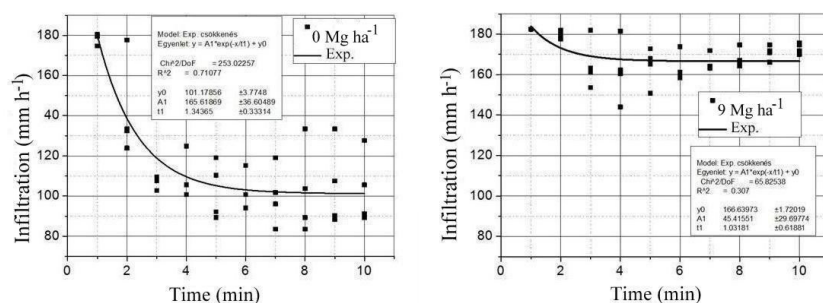 Infiltration (mm h⁻¹)
180
160
140
120
100
80
Model: Exp. csökkenés
Egyenlet: y = A1*exp(-x/t1) + y0
Chi^2/DoF = 253.02257
R^2 = 0.71077
y0 101.17856 ±3.7748
A1 165.61869 ±36.60489
t1 1.34365 ±0.33314
0 Mg ha⁻¹
Exp.
0 2 4 6 8 10
Time (min)
Infiltration (mm h⁻¹)
180
160
140
120
100
80
9 Mg ha⁻¹
Exp.
Model: Exp. csökkenés
Egyenlet: y = A1*exp(-x/t1) + y0
Chi^2/DoF = 65.82538
R^2 = 0.307
y0 166.63973 ±1.72019
A1 45.41551 ±29.69774
t1 1.03181 ±0.61881
0 2 4 6 8 10
Time (min)